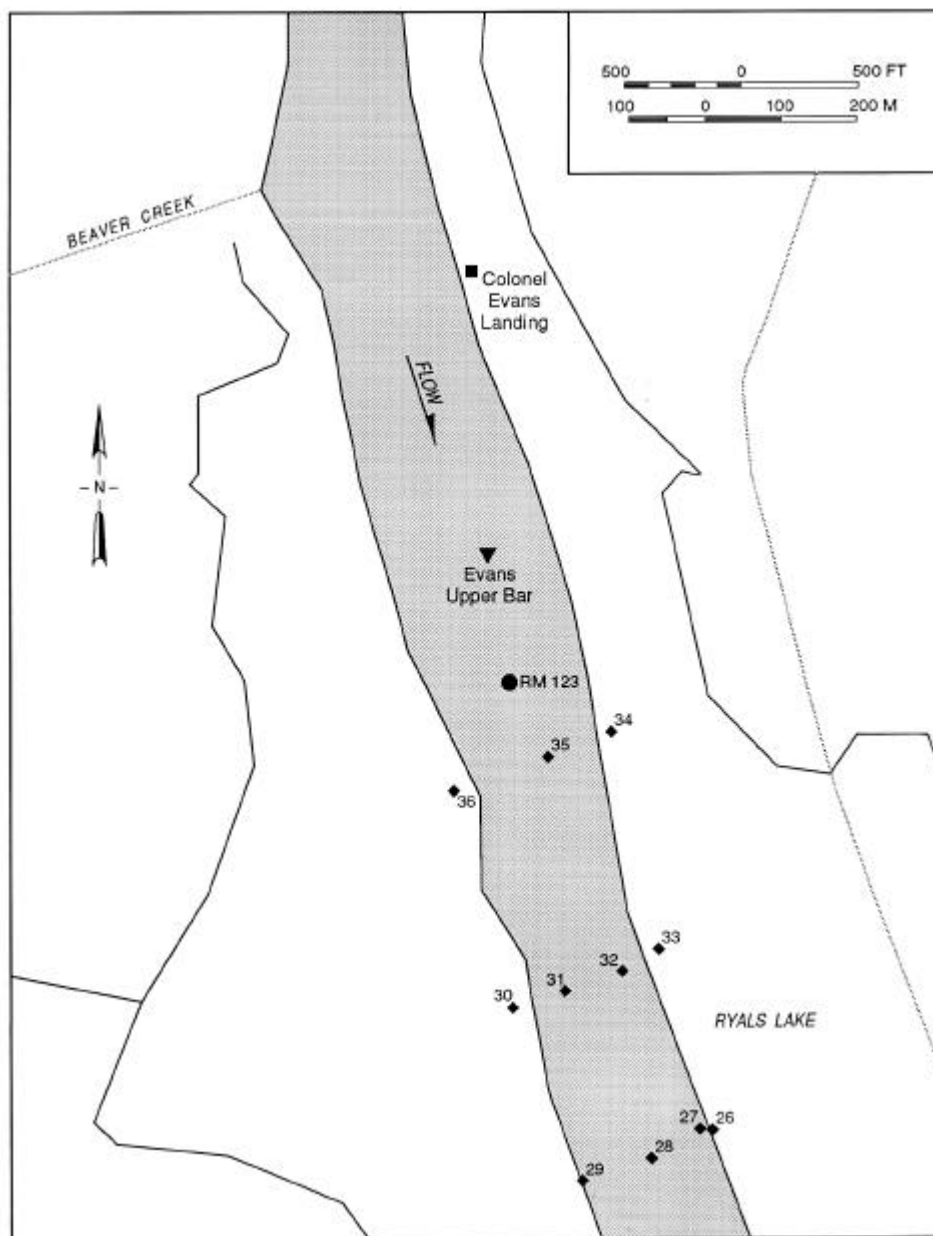 500 0 500 FT
100 0 100 200 M
BEAVER CREEK
Colonel
Evans
Landing
FLOW
- N -
Evans
Upper Bar
RM 123
34
35
36
33
32
31
30
RYALS LAKE
27 26
28
29